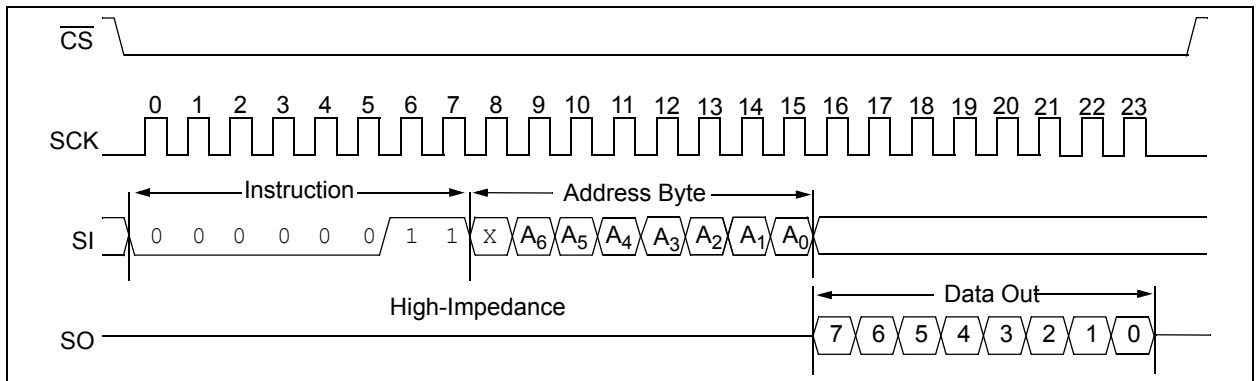 CS
0 1 2 3 4 5 6 7 8 9 10 11 12 13 14 15 16 17 18 19 20 21 22 23
SCK
Instruction
Address Byte
SI
0 0 0 0 0 0 1 1 X A6 A5 A4 A3 A2 A1 A0
High-Impedance
Data Out
SO
7 6 5 4 3 2 1 0